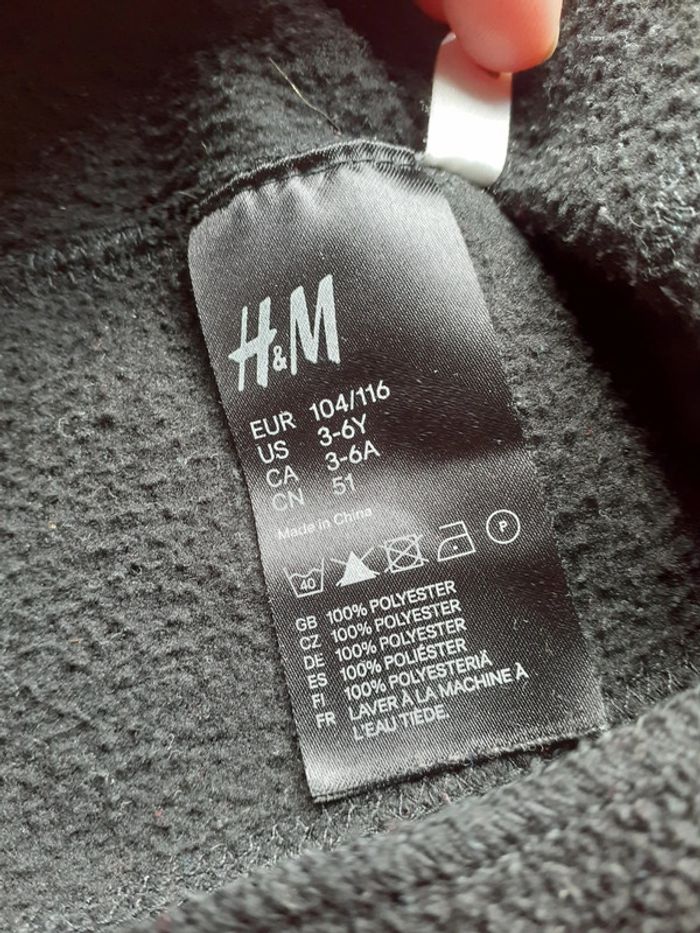 H&M
EUR 104/116
US 3-6Y
CA 3-6A
CN 51
Made in China
40 P
GB 100% POLYESTER
CZ 100% POLYESTER
DE 100% POLYESTER
ES 100% POLIÉSTER
FI 100% POLYESTERIÄ
FR LAVER À LA MACHINE À
L'EAU TIÈDE.